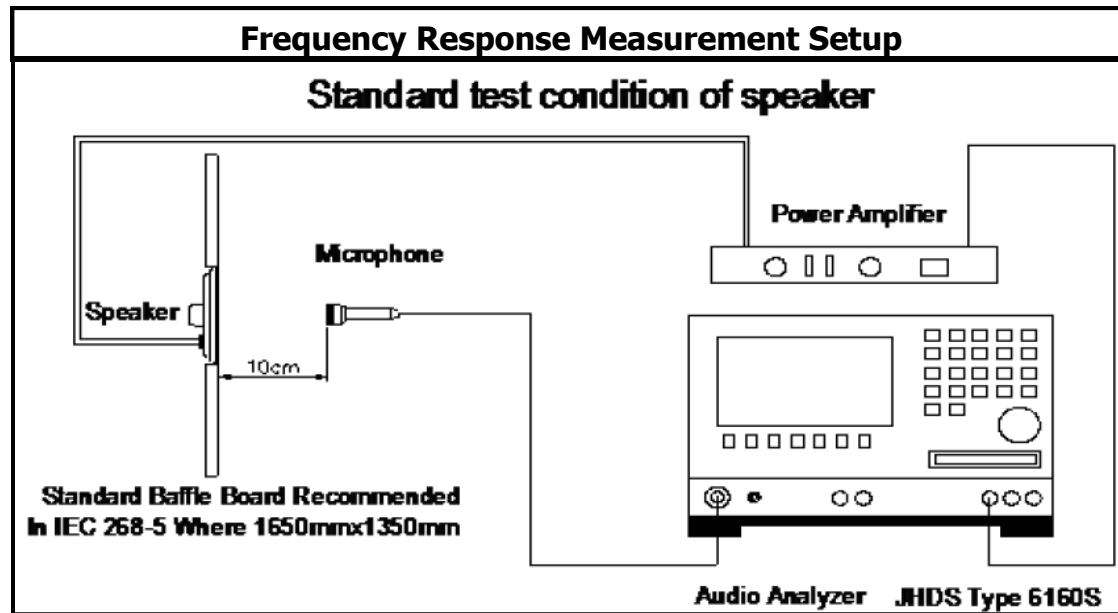 Frequency Response Measurement Setup
Standard test condition of speaker
Power Amplifier
Microphone
Speaker
10cm
Standard Baffle Board Recommended
In IEC 268-5 Where 1650mmx1350mm
Audio Analyzer JHDS Type 6160S